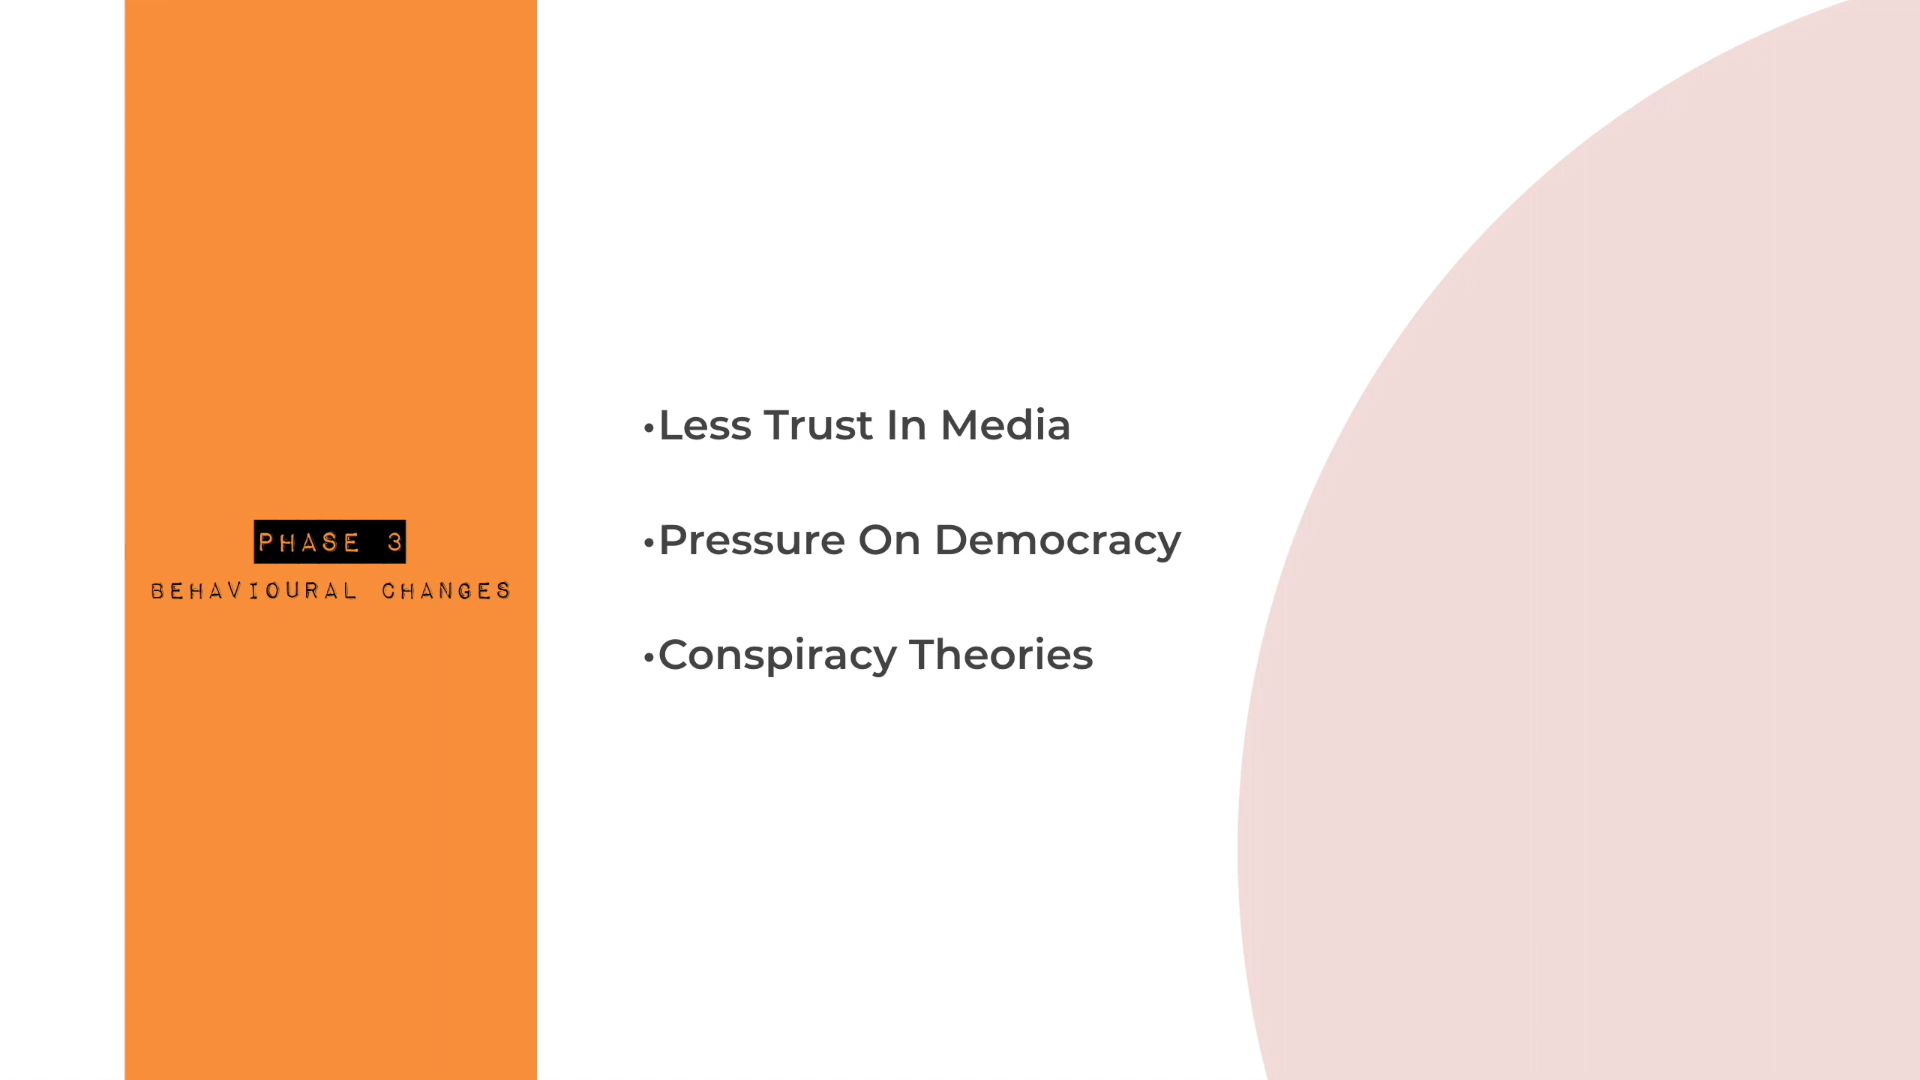 PHASE 3
BEHAVIOURAL CHANGES
•Less Trust In Media
•Pressure On Democracy
•Conspiracy Theories